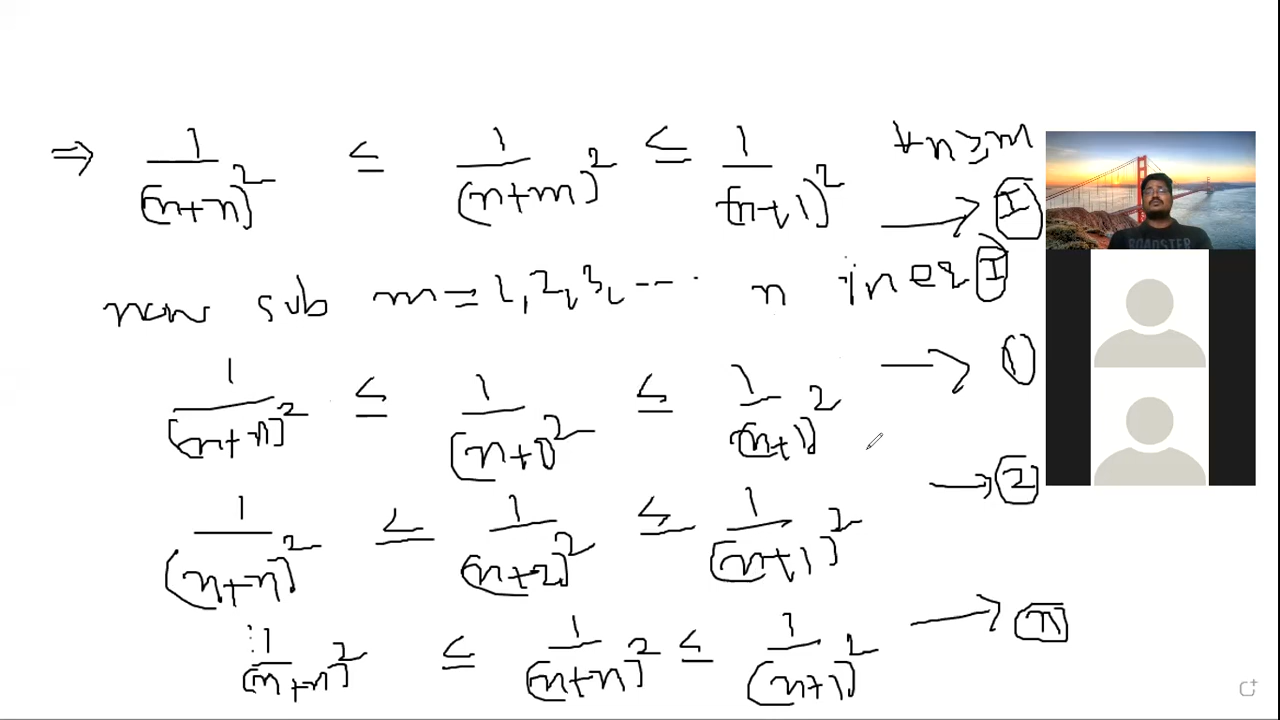 ⇒ 1/(n+n)² ≤ 1/(n+m)² ≤ 1/(n+1)² ∀ n ≥ m → Ⓘ
now sub m = 1, 2, 3, --- n in eq Ⓘ
1/(n+n)² ≤ 1/(n+1)² ≤ 1/(n+1)² → ①
1/(n+n)² ≤ 1/(n+2)² ≤ 1/(n+1)² → ②
⋮
1/(n+n)² ≤ 1/(n+n)² ≤ 1/(n+1)² → ⓝ
ROADSTER